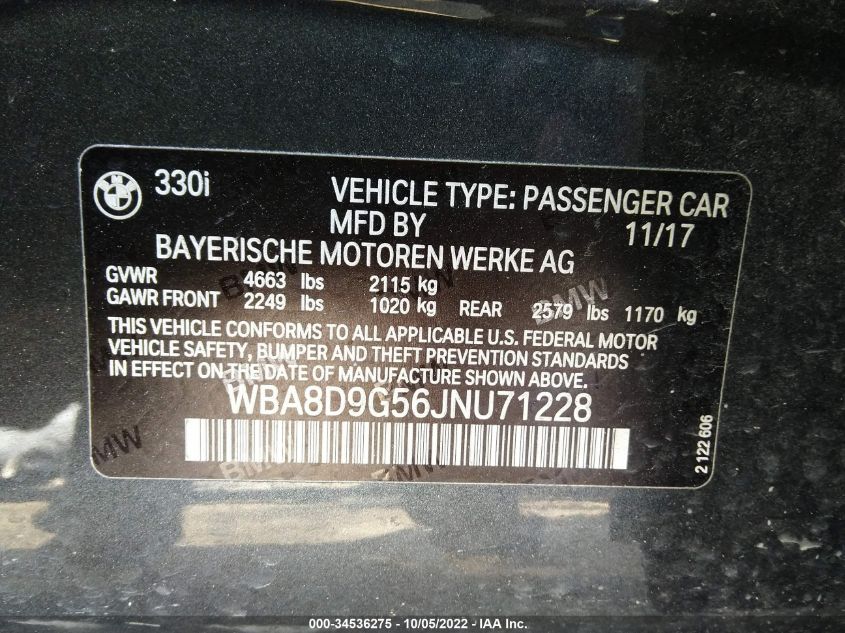 330i
VEHICLE TYPE: PASSENGER CAR
MFD BY 11/17
BAYERISCHE MOTOREN WERKE AG
GVWR 4663 lbs 2115 kg
GAWR FRONT 2249 lbs 1020 kg REAR 2579 lbs 1170 kg
THIS VEHICLE CONFORMS TO ALL APPLICABLE U.S. FEDERAL MOTOR
VEHICLE SAFETY, BUMPER AND THEFT PREVENTION STANDARDS
IN EFFECT ON THE DATE OF MANUFACTURE SHOWN ABOVE.
WBA8D9G56JNU71228
2 122 606
000-34536275 - 10/05/2022 - IAA Inc.